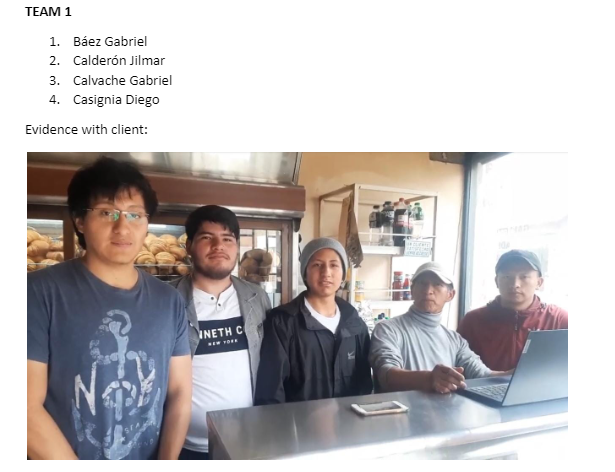 TEAM 1
1. Báez Gabriel
2. Calderón Jilmar
3. Calvache Gabriel
4. Casignia Diego
Evidence with client:
NNETH C
NEW YORK
N Y